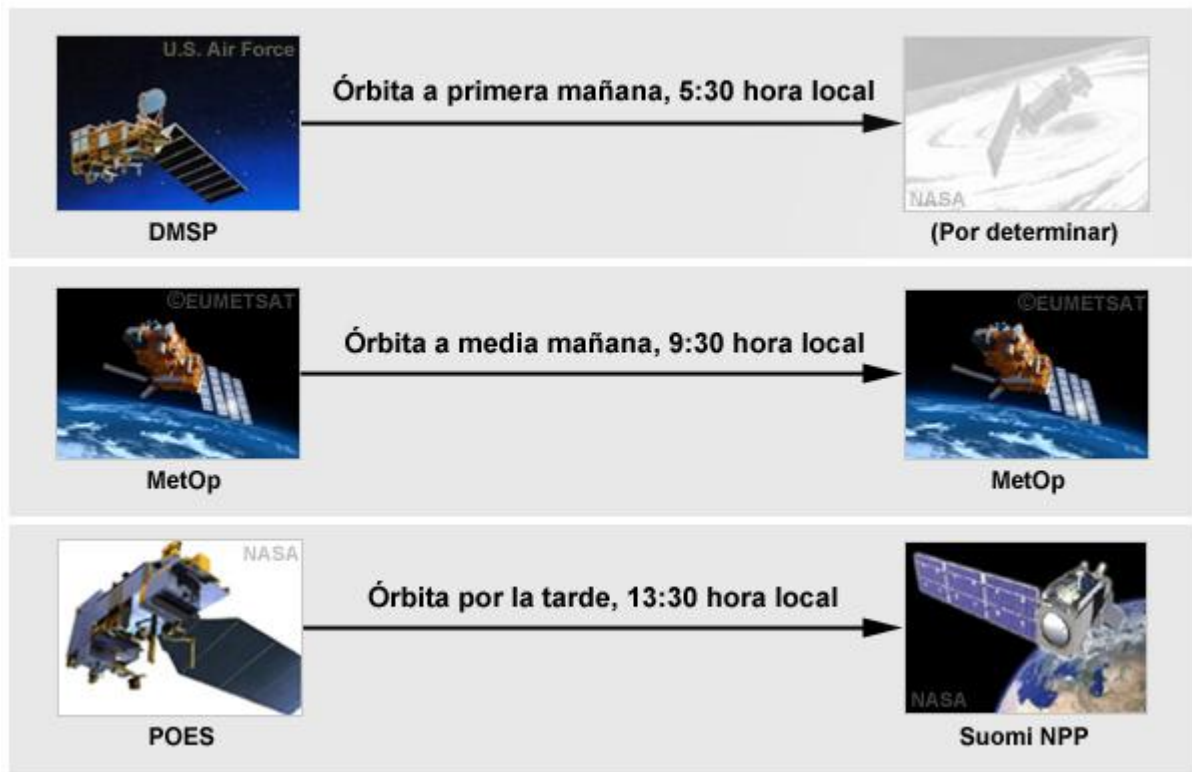 U.S. Air Force
Órbita a primera mañana, 5:30 hora local
NASA
DMSP
(Por determinar)
©EUMETSAT
©EUMETSAT
Órbita a media mañana, 9:30 hora local
MetOp
MetOp
NASA
Órbita por la tarde, 13:30 hora local
NASA
POES
Suomi NPP